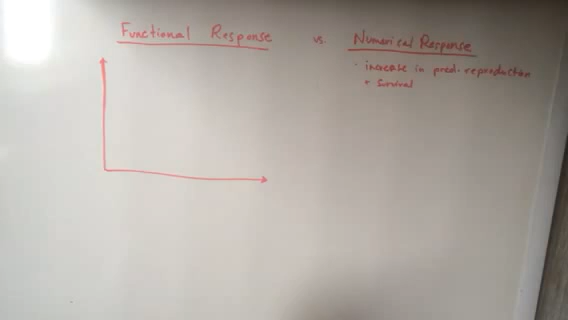 Functional Response vs. Numerical Response
· increase in pred. reproduction
+ survival